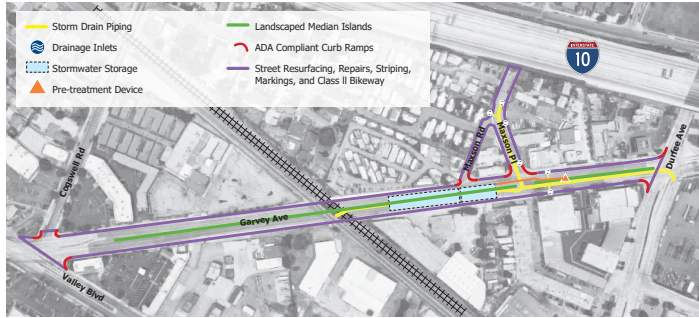 Storm Drain Piping
Drainage Inlets
Stormwater Storage
Pre-treatment Device
Landscaped Median Islands
ADA Compliant Curb Ramps
Street Resurfacing, Repairs, Striping,
Markings, and Class ll Bikeway
INTERSTATE
10
Cogswell Rd
Maxson Rd
Maxson Pl
Durfee Ave
Garvey Ave
Valley Blvd